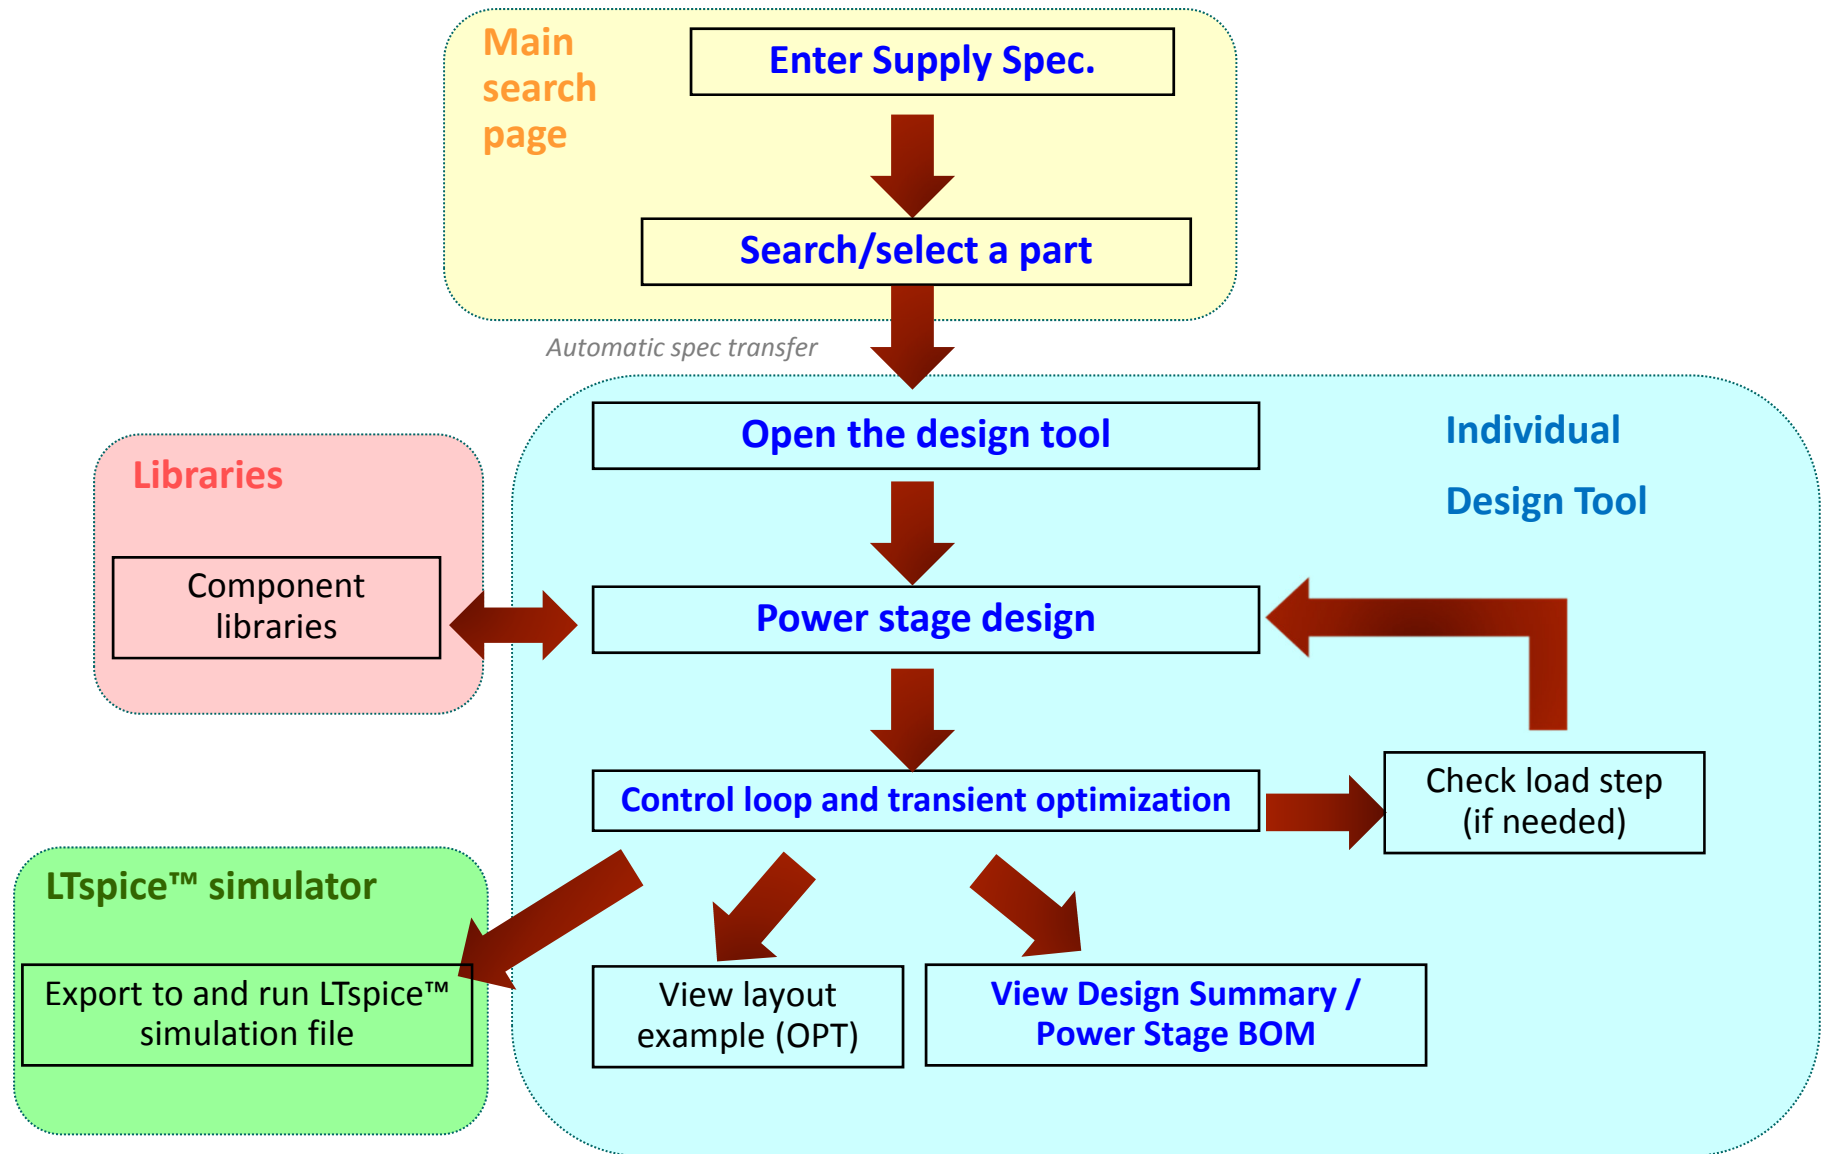 Main
search
page
Enter Supply Spec.
Search/select a part
Automatic spec transfer
Open the design tool
Individual
Design Tool
Libraries
Component
libraries
Power stage design
Control loop and transient optimization
Check load step
(if needed)
LTspice™ simulator
Export to and run LTspice™
simulation file
View layout
example (OPT)
View Design Summary /
Power Stage BOM